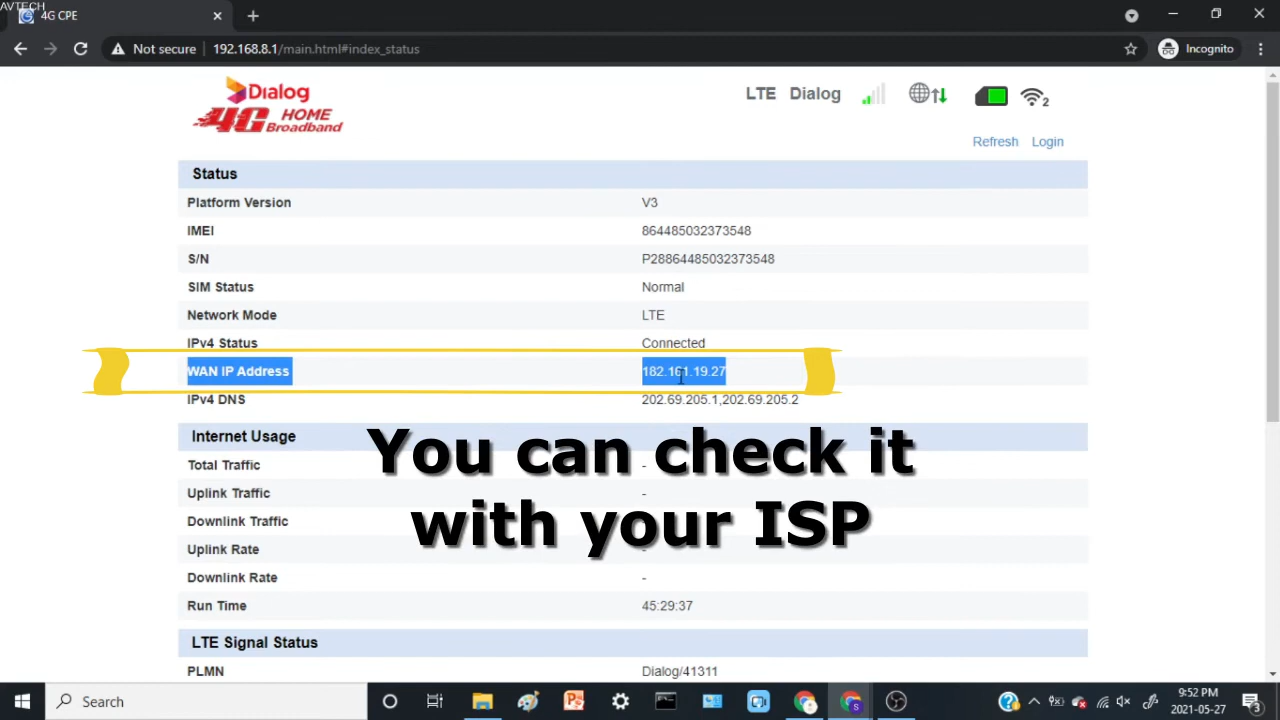 AVTECH
4G CPE
Not secure 192.168.8.1/main.html#index_status Incognito
Dialog
4G HOME Broadband
LTE Dialog 2
Refresh Login
Status
Platform Version V3
IMEI 864485032373548
S/N P28864485032373548
SIM Status Normal
Network Mode LTE
IPv4 Status Connected
WAN IP Address 182.161.19.27
IPv4 DNS 202.69.205.1,202.69.205.2
Internet Usage
You can check it
with your ISP
Total Traffic -
Uplink Traffic -
Downlink Traffic
Uplink Rate -
Downlink Rate -
Run Time 45:29:37
LTE Signal Status
PLMN Dialog/41311
Search
9:52 PM
2021-05-27
3